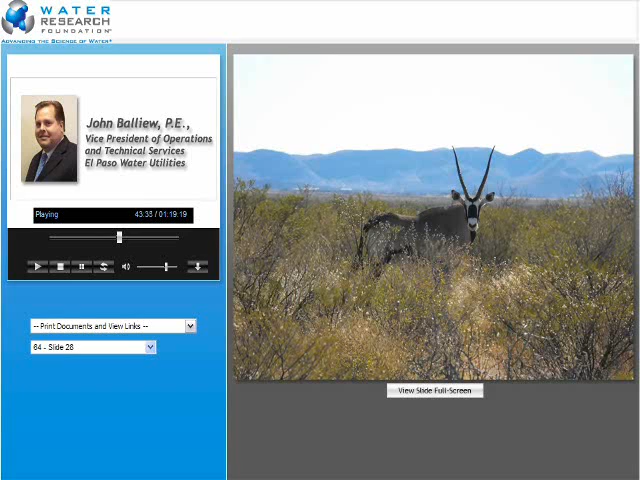 WATER
RESEARCH
FOUNDATION
ADVANCING THE SCIENCE OF WATER®
John Balliew, P.E.,
Vice President of Operations
and Technical Services
El Paso Water Utilities
Playing 43:33 / 01:19:19
-- Print Documents and View Links --
64 - Slide 28
View Slide Full-Screen